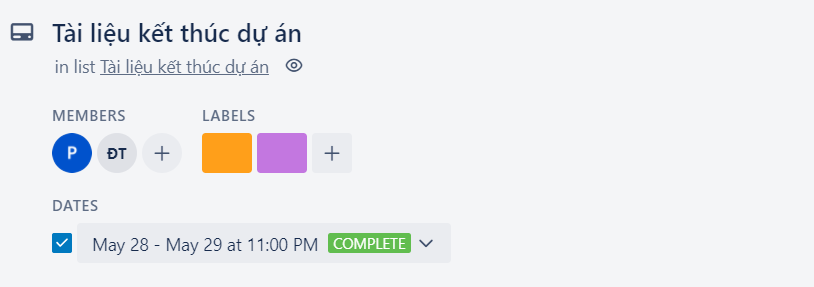 Tài liệu kết thúc dự án
in list Tài liệu kết thúc dự án
MEMBERS LABELS
P ĐT
DATES
May 28 - May 29 at 11:00 PM COMPLETE